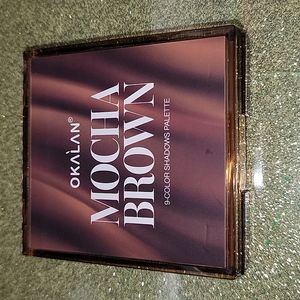 OKALAN®
MOCHA
BROWN
9-COLOR SHADOWS PALETTE